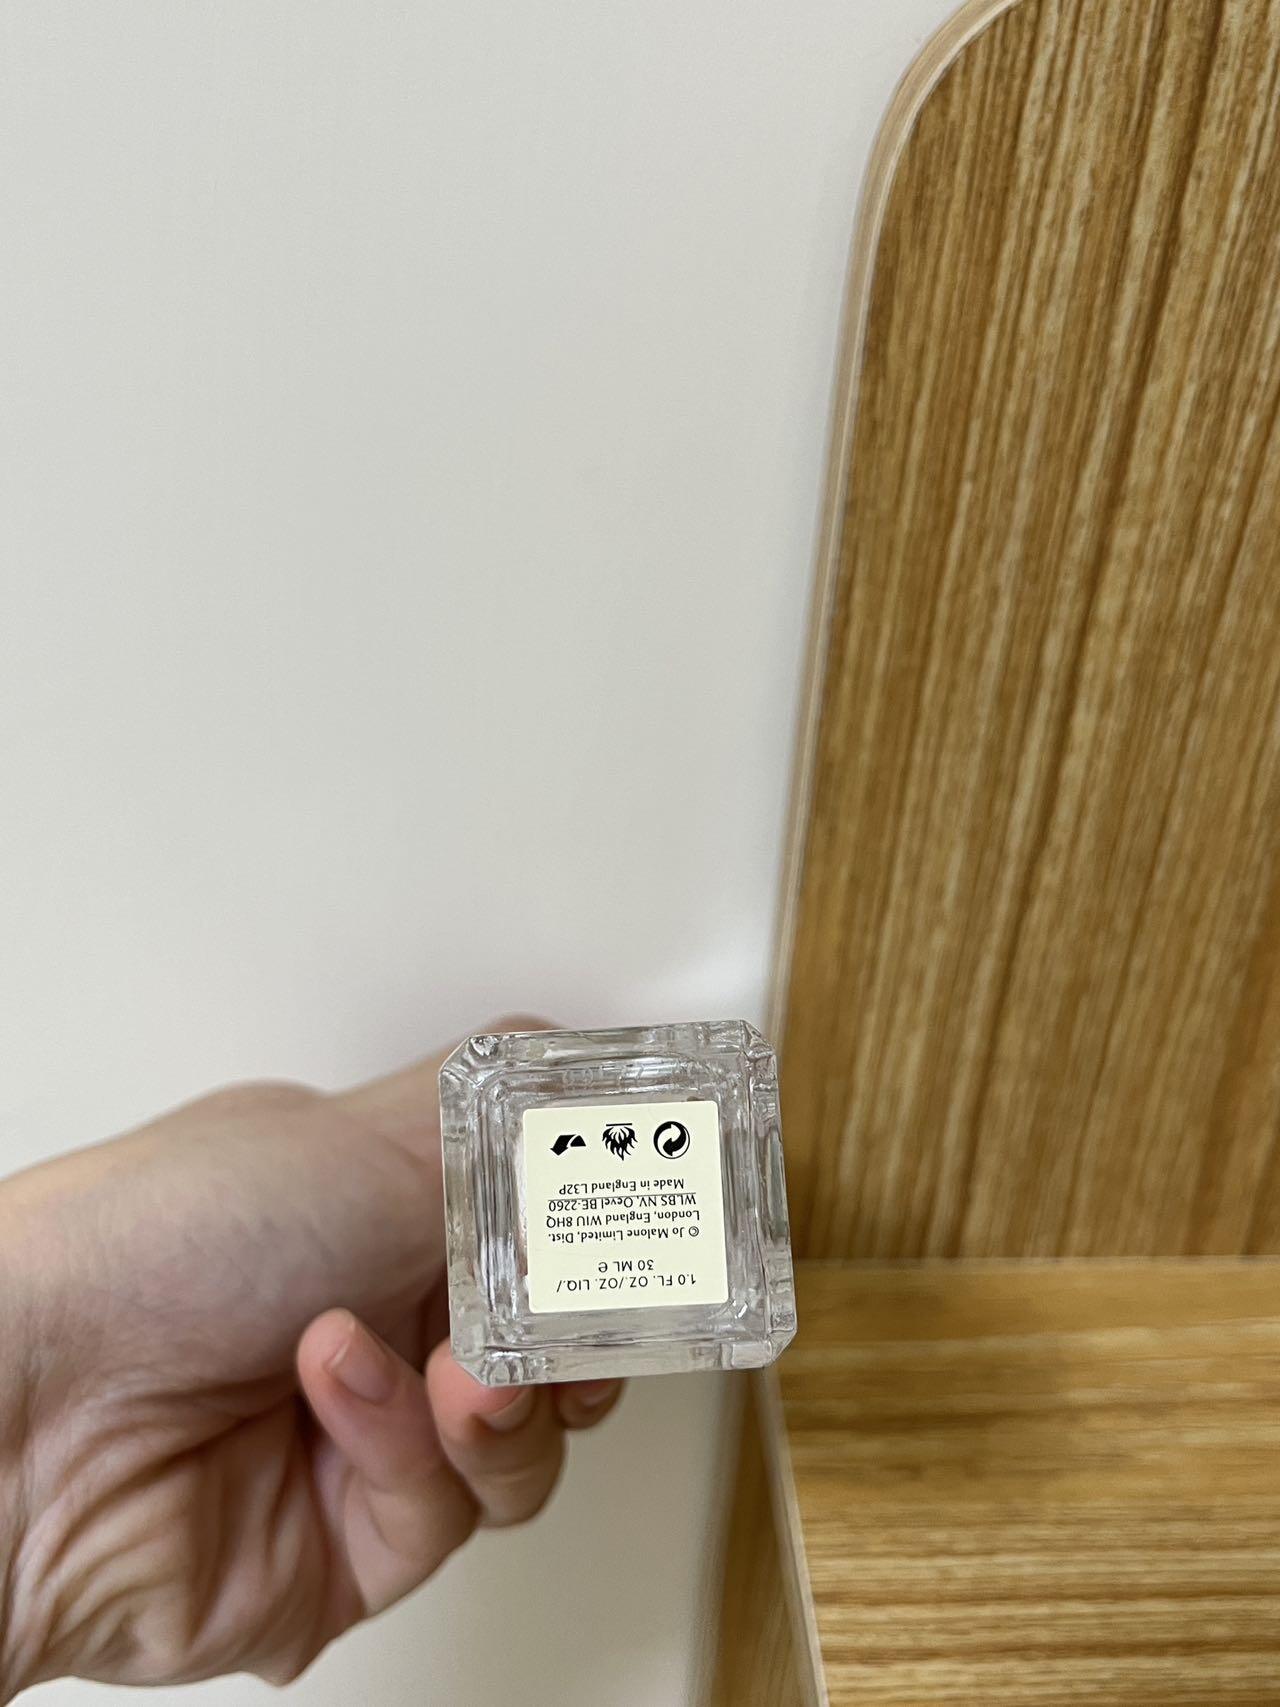 1.0 FL. OZ./OZ. LIQ./
30 ML e
© Jo Malone Limited, Dist.
London, England WIU 8HQ
WLBS NV, Oevel BE-2260
Made in England L32P